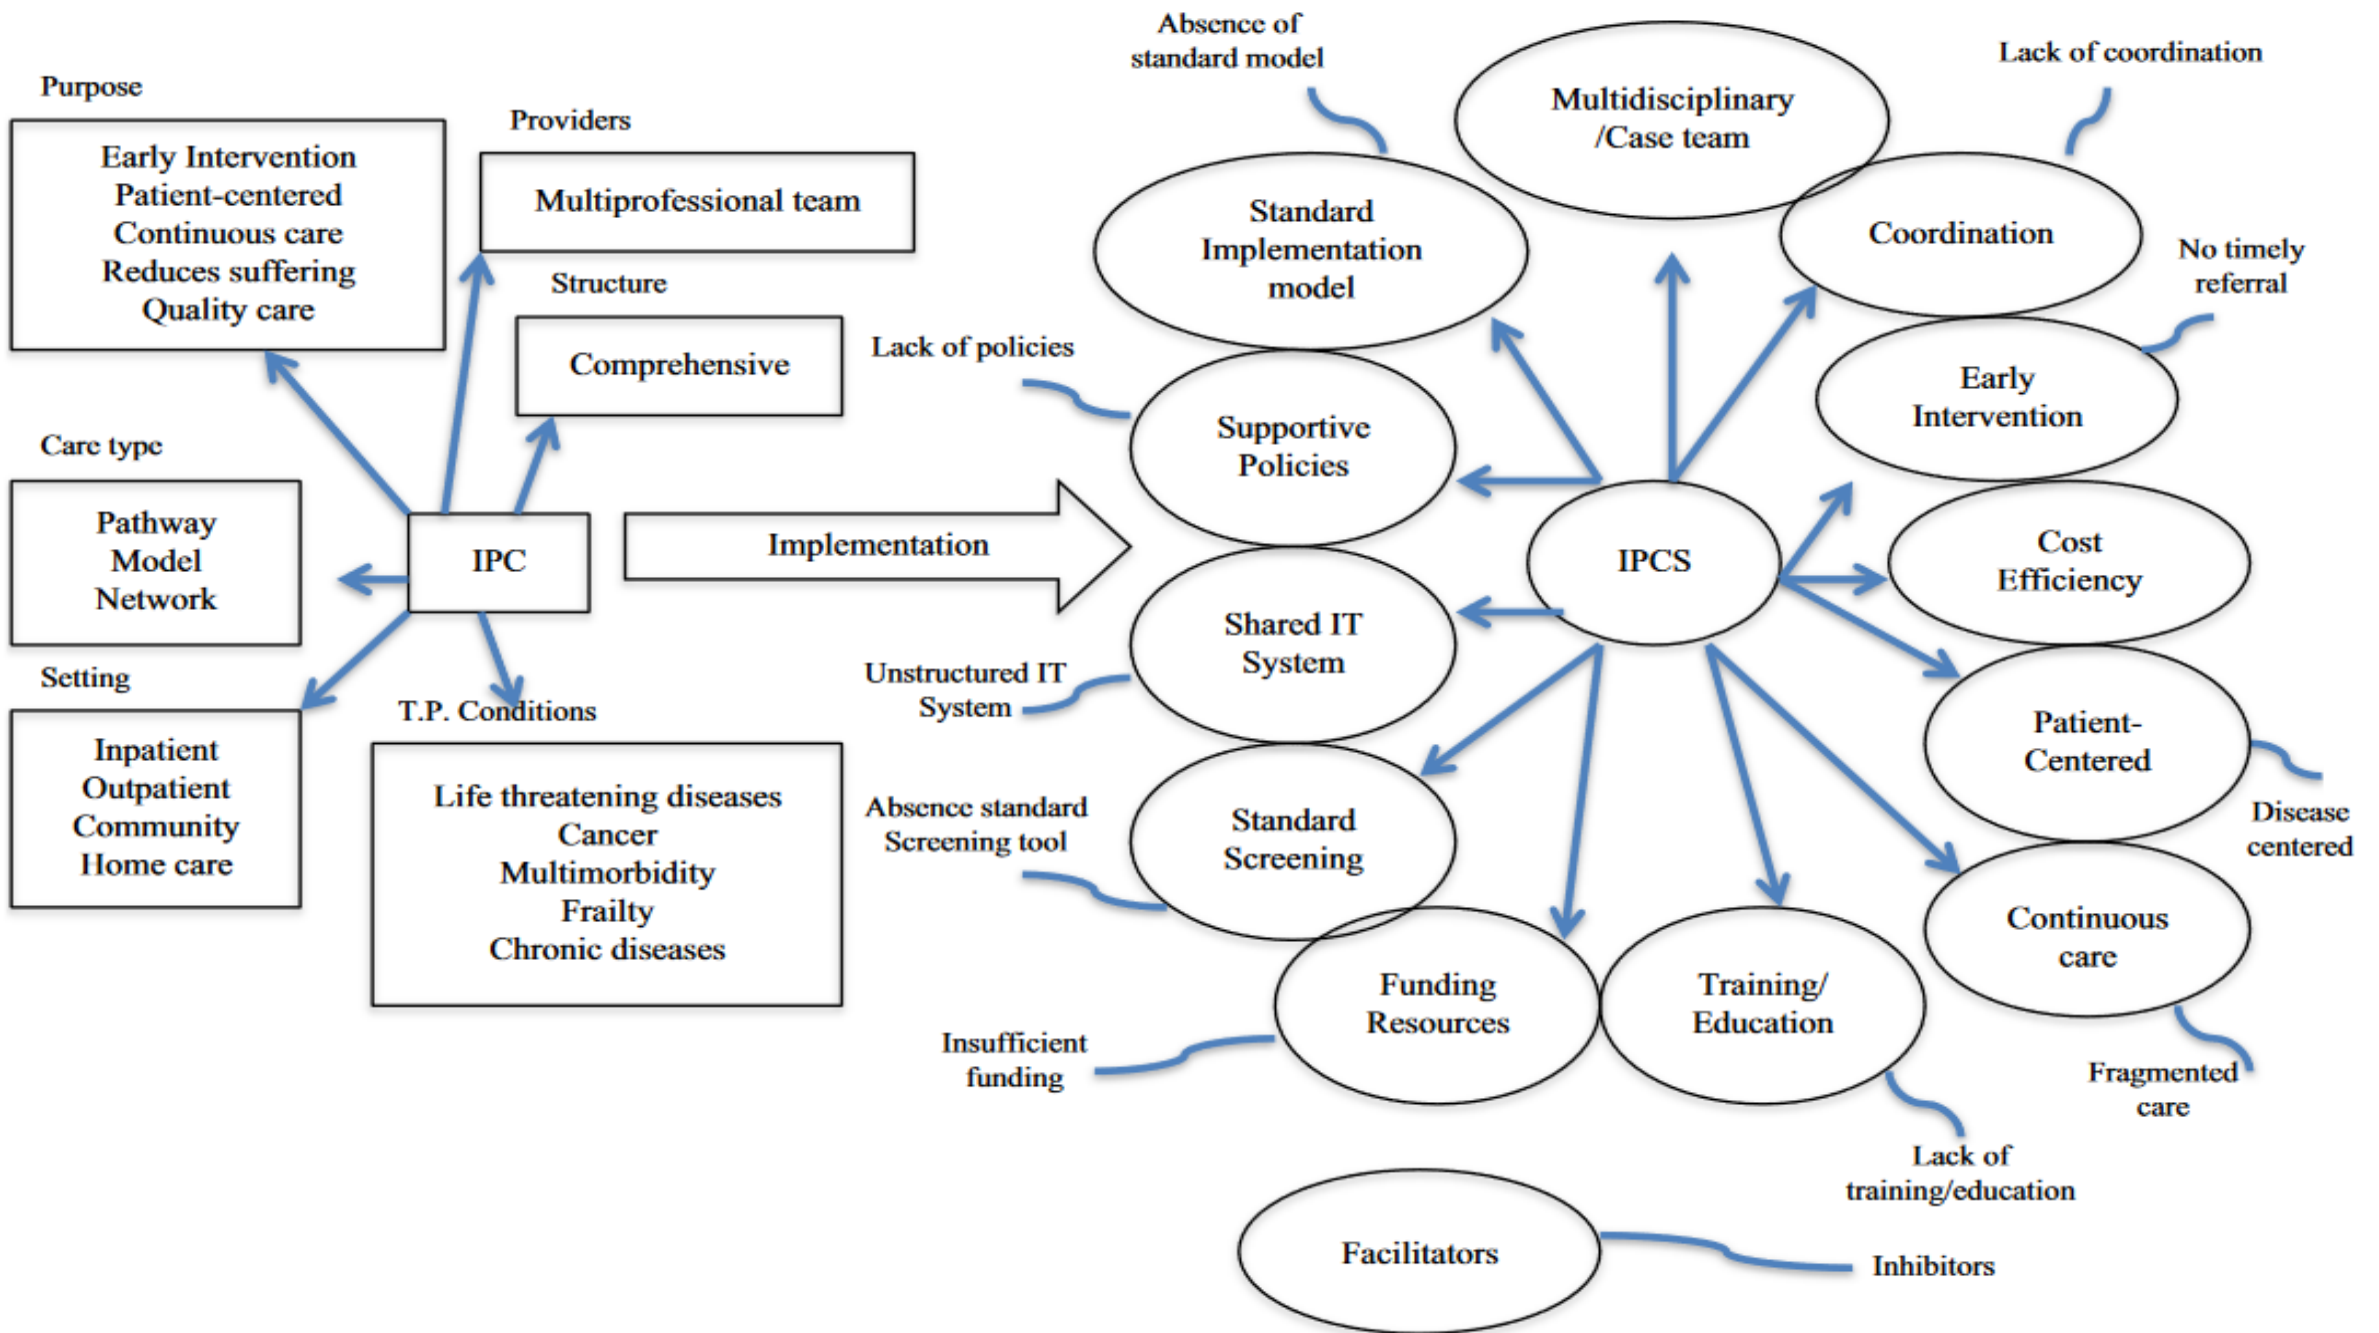 Purpose
Early Intervention
Patient-centered
Continuous care
Reduces suffering
Quality care
Providers
Multiprofessional team
Structure
Comprehensive
Care type
Pathway
Model
Network
IPC
Setting
Inpatient
Outpatient
Community
Home care
T.P. Conditions
Life threatening diseases
Cancer
Multimorbidity
Frailty
Chronic diseases
Implementation
Absence of
standard model
Standard
Implementation
model
Multidisciplinary
/Case team
Lack of coordination
Coordination
No timely
referral
Early
Intervention
Lack of policies
Supportive
Policies
IPCS
Cost
Efficiency
Shared IT
System
Unstructured IT
System
Patient-
Centered
Disease
centered
Absence standard
Screening tool
Standard
Screening
Continuous
care
Fragmented
care
Funding
Resources
Insufficient
funding
Training/
Education
Lack of
training/education
Facilitators
Inhibitors